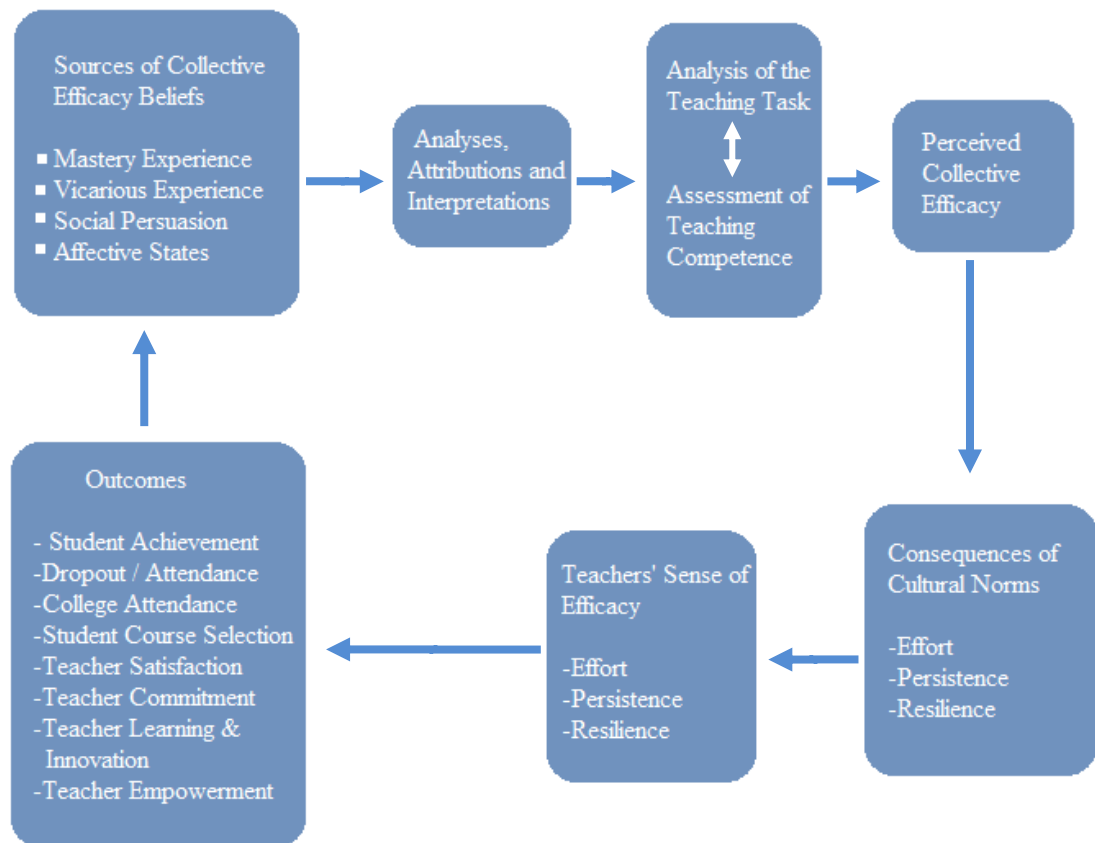 Sources of Collective
Efficacy Beliefs
▪ Mastery Experience
▪ Vicarious Experience
▪ Social Persuasion
▪ Affective States
Analyses,
Attributions and
Interpretations
Analysis of the
Teaching Task
Assessment of
Teaching
Competence
Perceived
Collective
Efficacy
Consequences of
Cultural Norms
-Effort
-Persistence
-Resilience
Teachers' Sense of
Efficacy
-Effort
-Persistence
-Resilience
Outcomes
- Student Achievement
-Dropout / Attendance
-College Attendance
-Student Course Selection
-Teacher Satisfaction
-Teacher Commitment
-Teacher Learning &
Innovation
-Teacher Empowerment